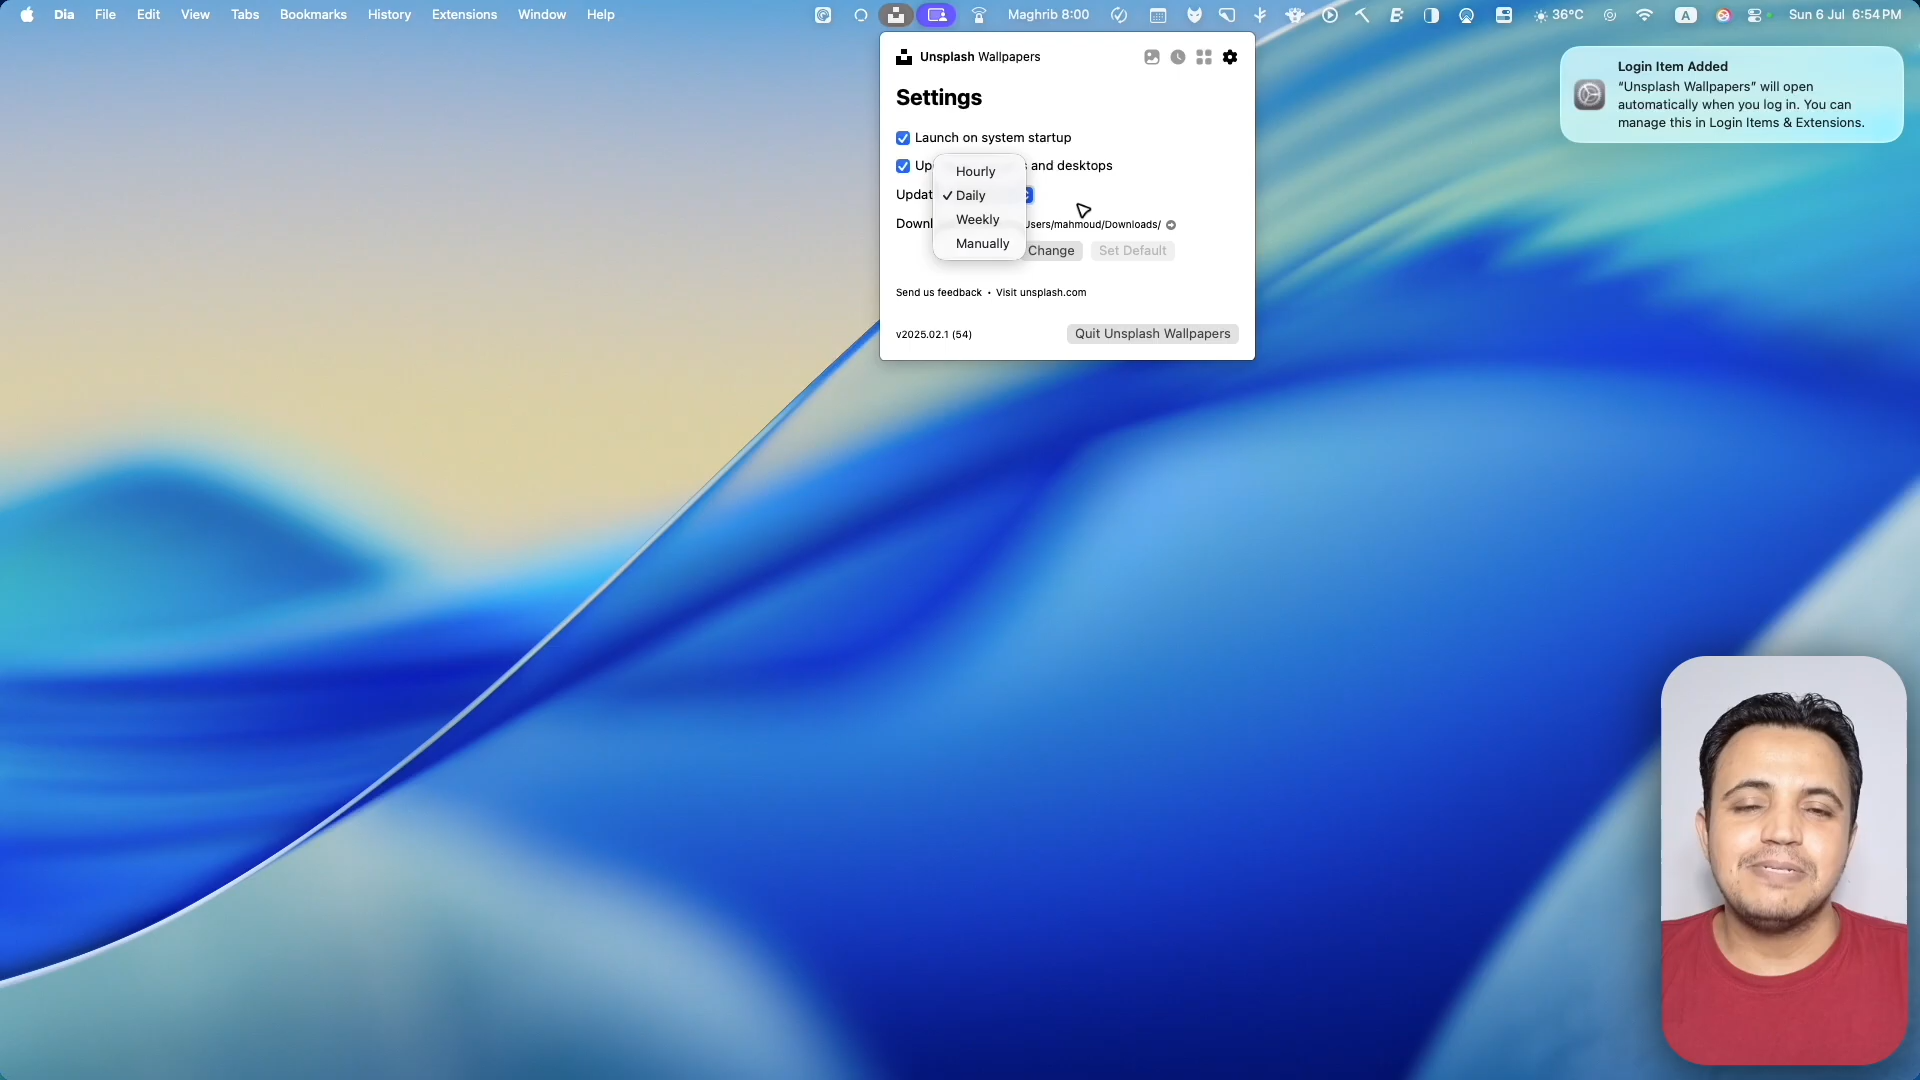 Dia File Edit View Tabs Bookmarks History Extensions Window Help Maghrib 8:00 36°C A Sun 6 Jul 6:54 PM
Unsplash Wallpapers
Settings
Launch on system startup
Up and desktops
Updat
Downl Users/mahmoud/Downloads/
Hourly
✓ Daily
Weekly
Manually
Change Set Default
Send us feedback • Visit unsplash.com
v2025.02.1 (54) Quit Unsplash Wallpapers
Login Item Added
“Unsplash Wallpapers” will open
automatically when you log in. You can
manage this in Login Items & Extensions.